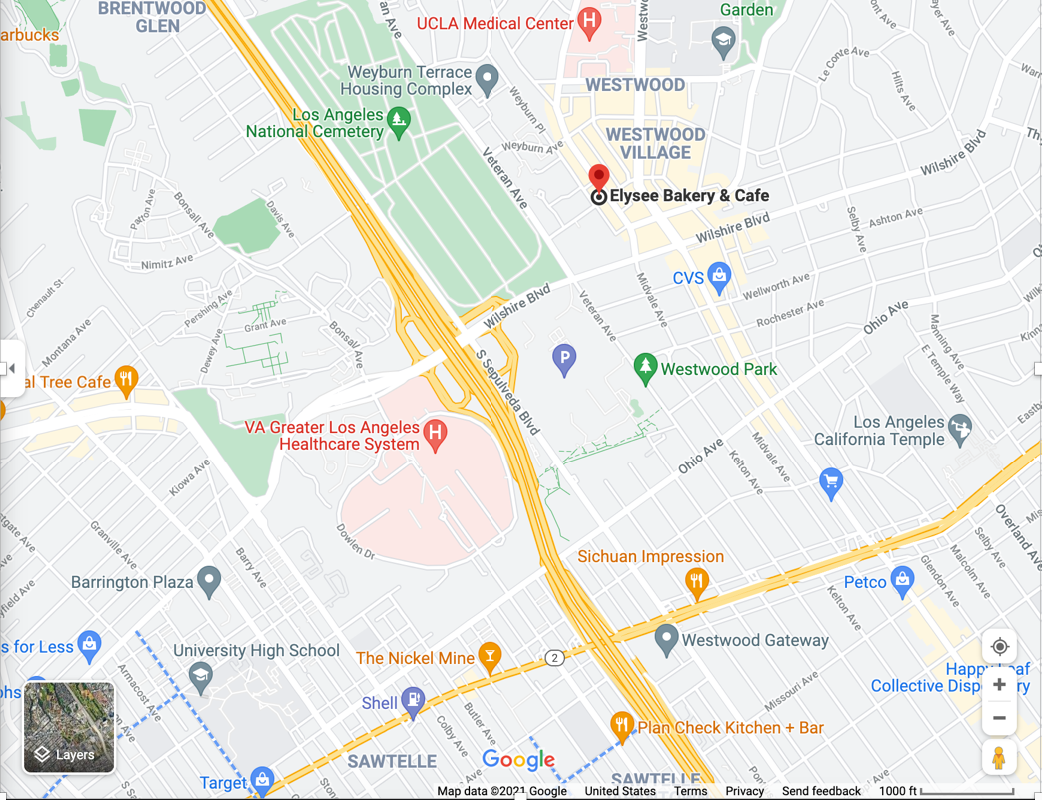 BRENTWOOD
GLEN
arbucks
an Ave
UCLA Medical Center
H
Westw
Garden
Weyburn Terrace
Housing Complex
WESTWOOD
Le Conte Ave
Hilts Ave
Los Angeles
National Cemetery
Weyburn Pl
Weyburn Ave
WESTWOOD
VILLAGE
Wilshire Blvd
Veteran Ave
Elysee Bakery & Cafe
Parton Ave
Bonsall Ave
Davis Ave
Nimitz Ave
Wilshire Blvd
Selby Ave
Ashton Ave
CVS
Chenault St
Pershing Ave
Grant Ave
Bonsall Ave
Wilshire Blvd
Veteran Ave
Midvale Ave
Wellworth Ave
Rochester Ave
Ohio Ave
Manning Ave
E Temple Way
Montana Ave
Dewey Ave
P
S Sepulveda Blvd
Westwood Park
al Tree Cafe
VA Greater Los Angeles
Healthcare System
H
Los Angeles
California Temple
Ohio Ave
Kelton Ave
Midvale Ave
Kiowa Ave
Dowlen Dr
Granville Ave
Barry Ave
Overland Ave
Selby Ave
Malcolm Ave
Glendon Ave
Sichuan Impression
Barrington Plaza
Petco
Kelton Ave
s for Less
University High School
The Nickel Mine
2
Westwood Gateway
Happy Leaf
Collective Disp ry
ohs
Armacost Ave
Shell
Colby Ave
Butler Ave
Missouri Ave
Plan Check Kitchen + Bar
Layers
SAWTELLE
Google
SAWTELLE
Target
Map data ©2021 Google
United States
Terms
Privacy
Send feedback
1000 ft